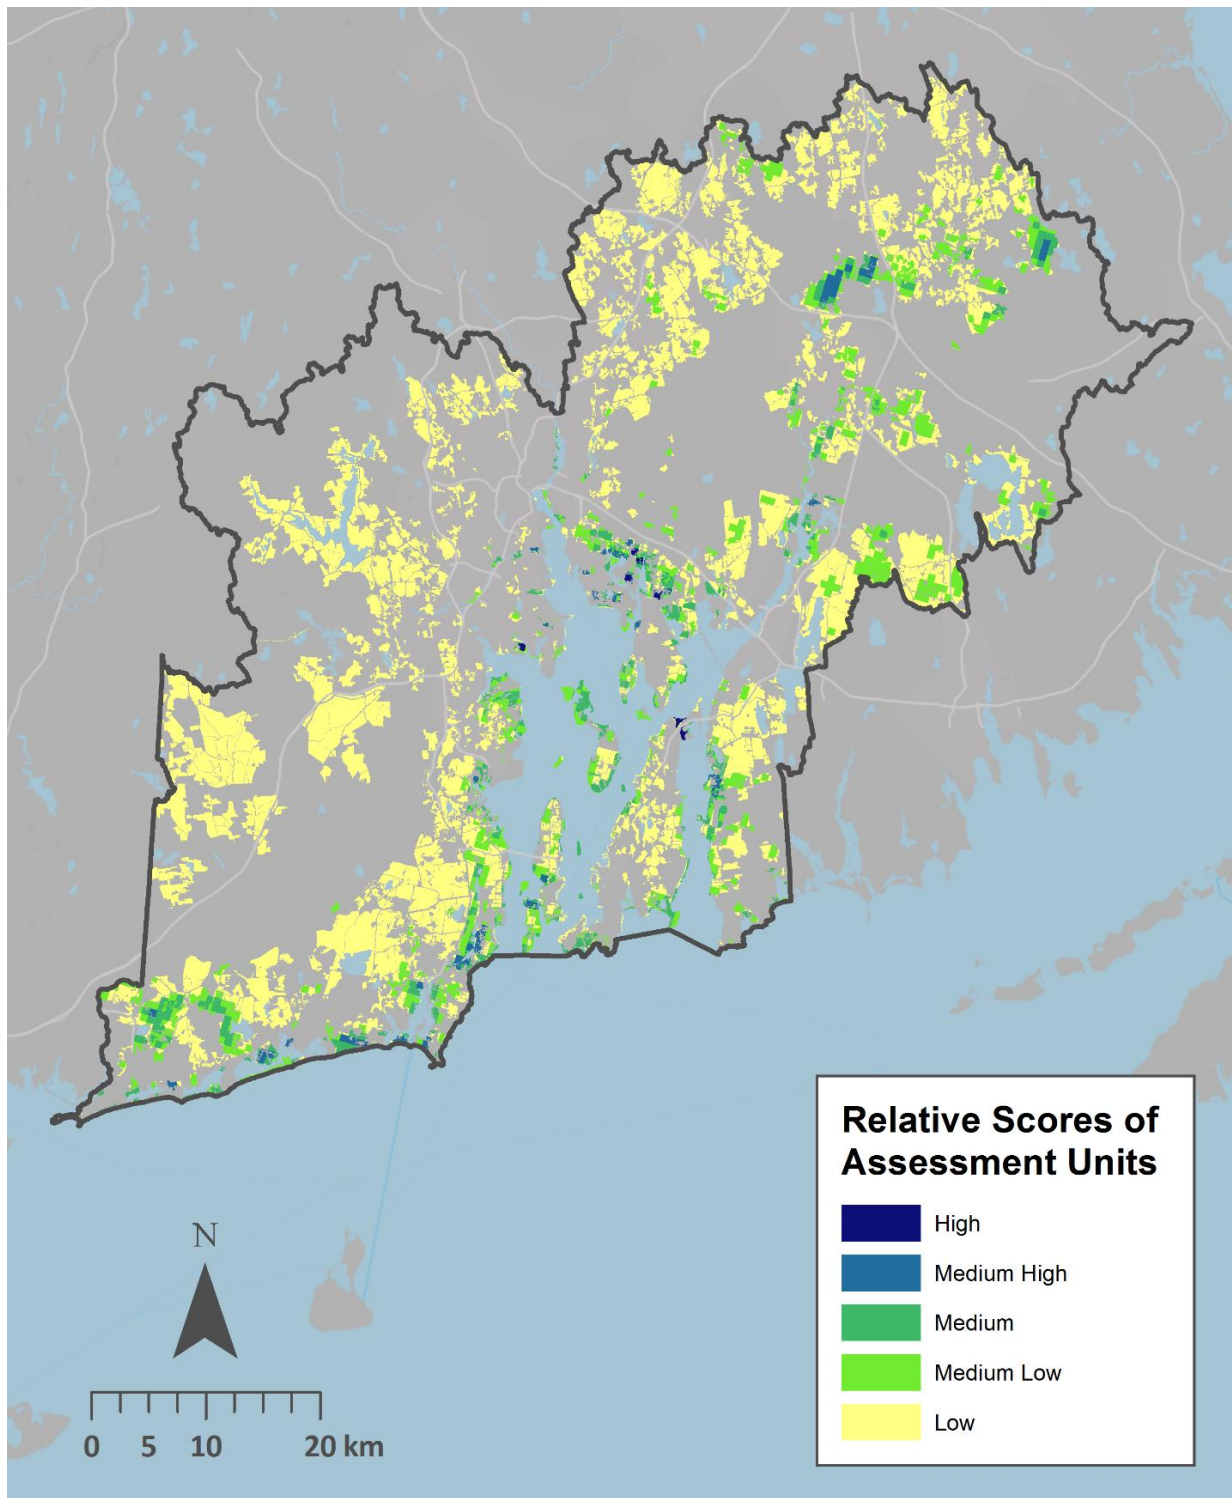 Relative Scores of
Assessment Units
High
Medium High
Medium
Medium Low
Low
N
0 5 10 20 km